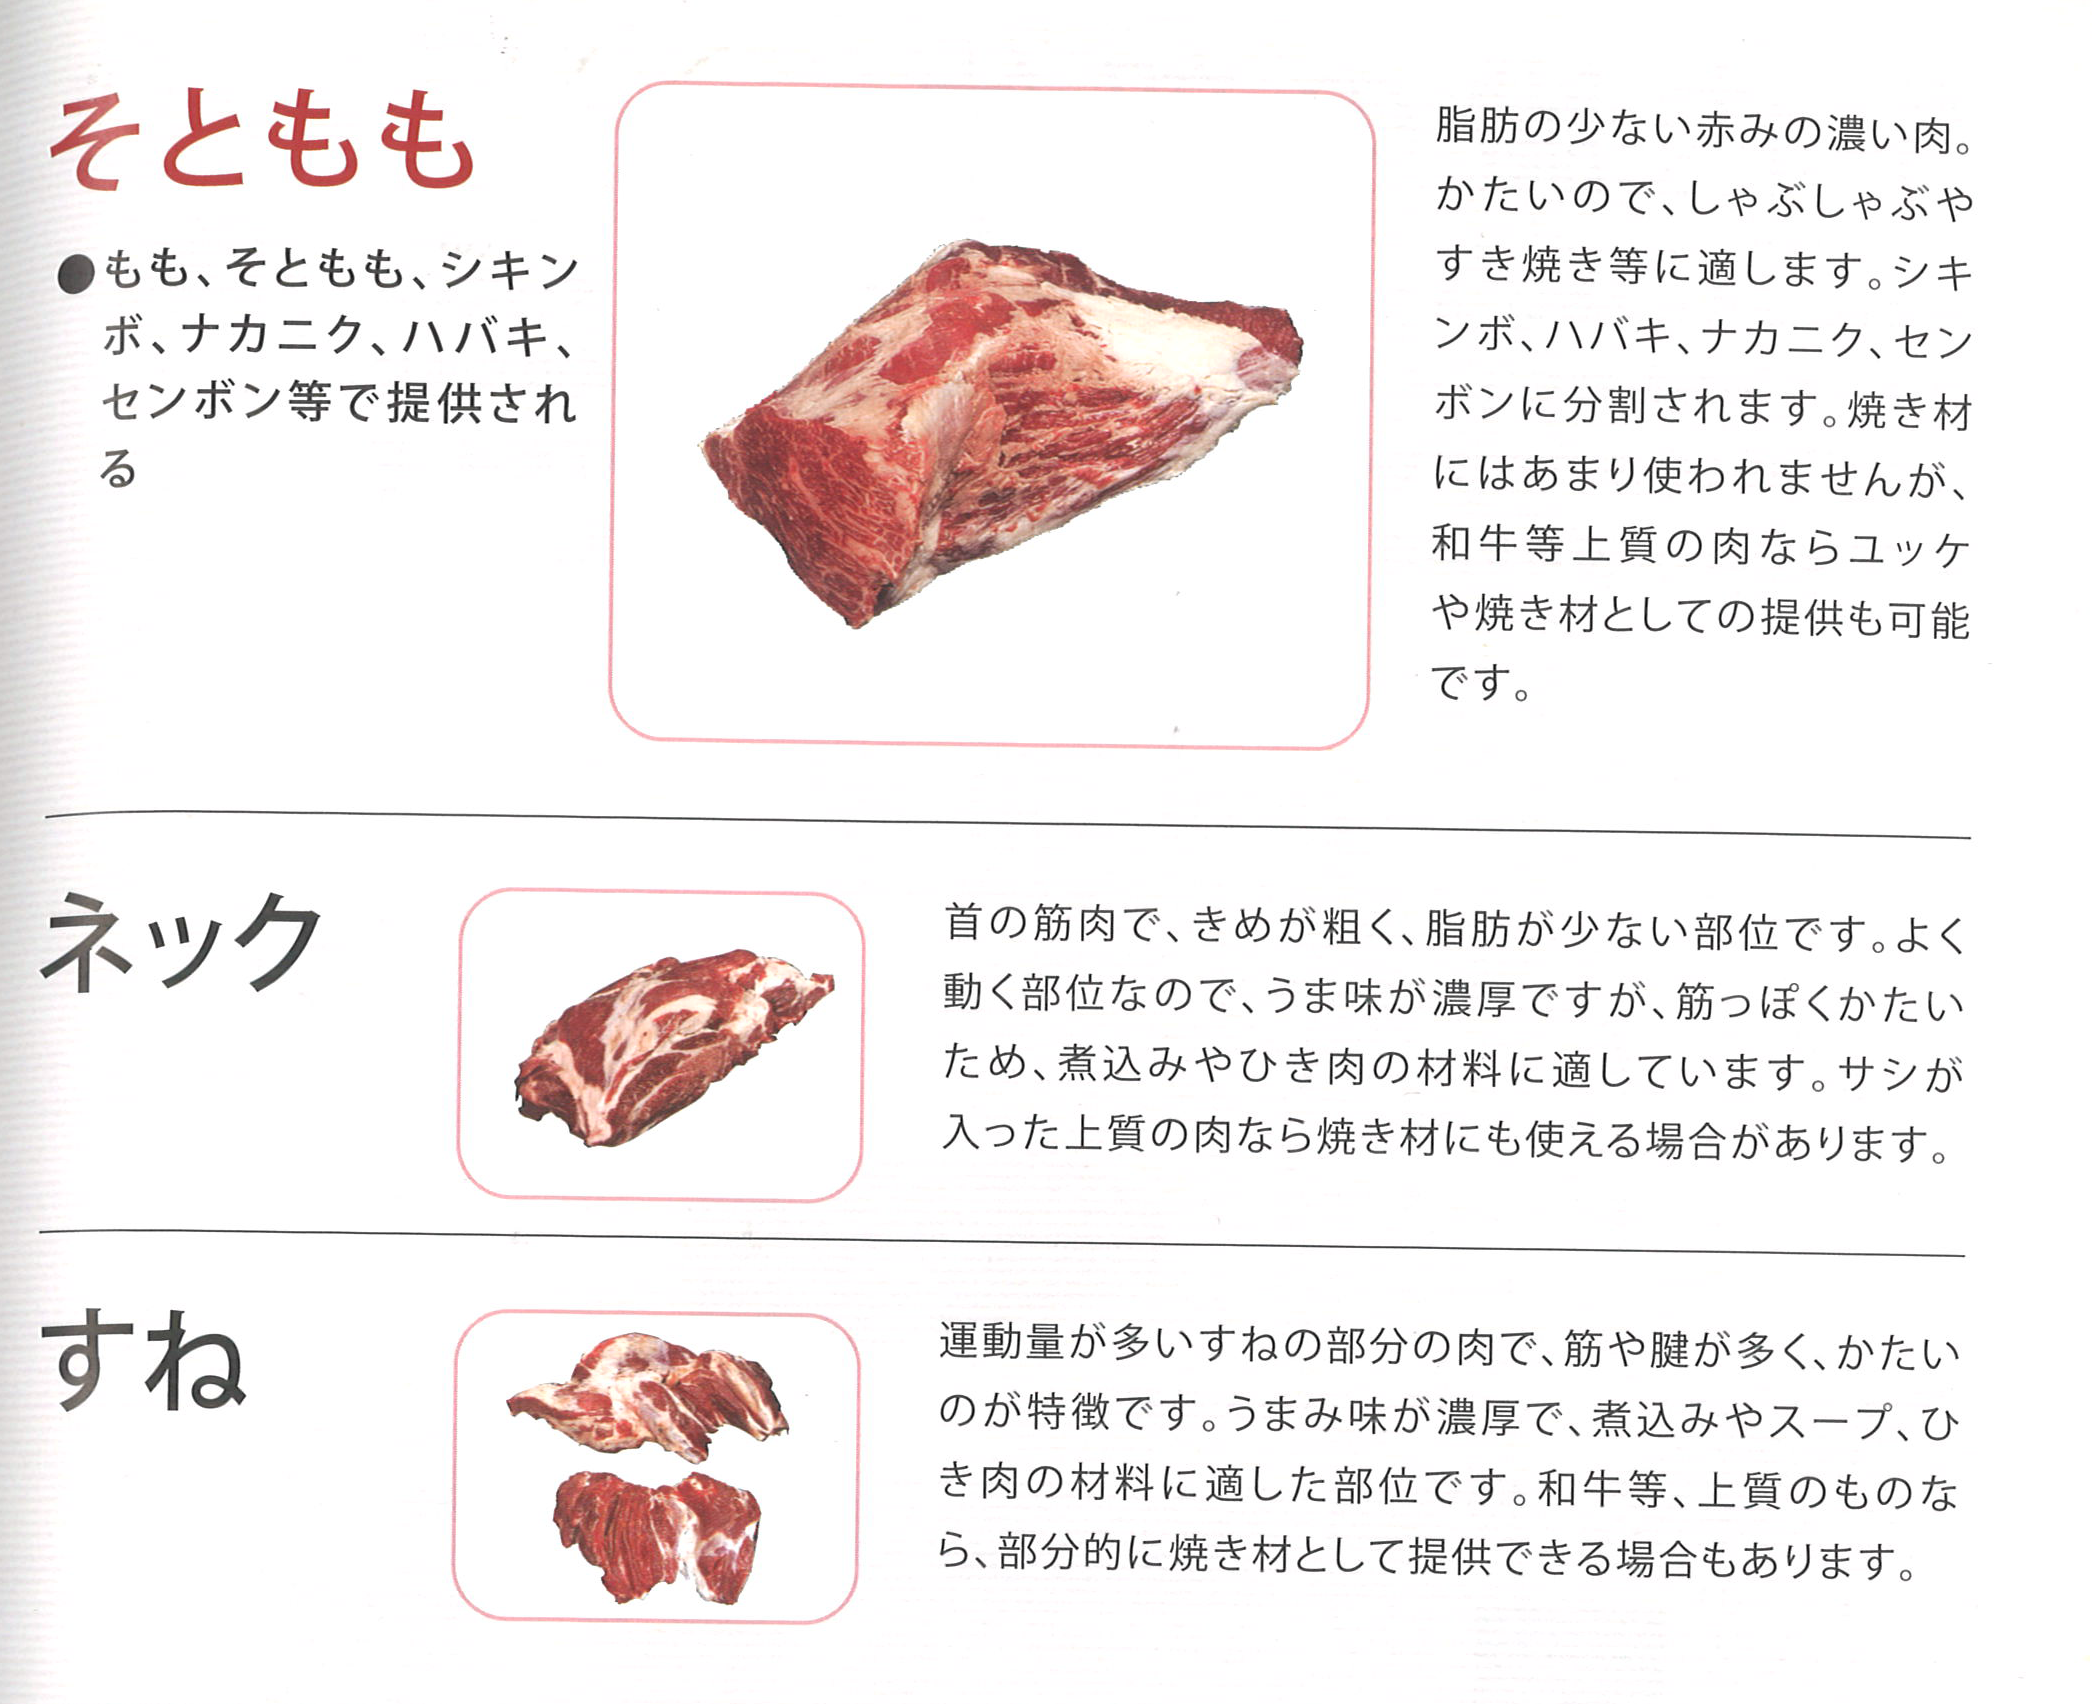 そともも
●もも、そともも、シキン
ボ、ナカニク、ハバキ、
センボン等で提供され
る
脂肪の少ない赤みの濃い肉。
かたいので、しゃぶしゃぶや
すき焼き等に適します。シキ
ンボ、ハバキ、ナカニク、セン
ボンに分割されます。焼き材
にはあまり使われませんが、
和牛等上質の肉ならユッケ
や焼き材としての提供も可能
です。
ネック
首の筋肉で、きめが粗く、脂肪が少ない部位です。よく
動く部位なので、うま味が濃厚ですが、筋っぽくかたい
ため、煮込みやひき肉の材料に適しています。サシが
入った上質の肉なら焼き材にも使える場合があります。
すね
運動量が多いすねの部分の肉で、筋や腱が多く、かたい
のが特徴です。うまみ味が濃厚で、煮込みやスープ、ひ
き肉の材料に適した部位です。和牛等、上質のものな
ら、部分的に焼き材として提供できる場合もあります。